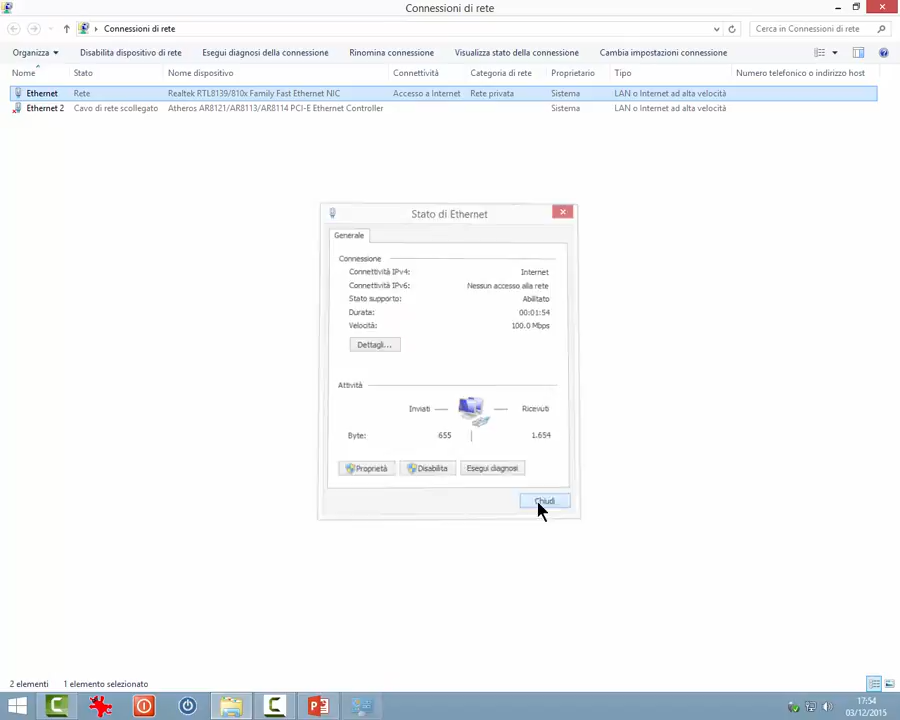 Connessioni di rete
Connessioni di rete
Cerca in Connessioni di rete
Organizza Disabilita dispositivo di rete Esegui diagnosi della connessione Rinomina connessione Visualizza stato della connessione Cambia impostazioni connessione
Nome Stato Nome dispositivo Connettività Categoria di rete Proprietario Tipo Numero telefonico o indirizzo host
Ethernet Rete Realtek RTL8139/810x Family Fast Ethernet NIC Accesso a Internet Rete privata Sistema LAN o Internet ad alta velocità
Ethernet 2 Cavo di rete scollegato Atheros AR8121/AR8113/AR8114 PCI-E Ethernet Controller Sistema LAN o Internet ad alta velocità
Stato di Ethernet
Generale
Connessione
Connettività IPv4: Internet
Connettività IPv6: Nessun accesso alla rete
Stato supporto: Abilitato
Durata: 00:01:54
Velocità: 100.0 Mbps
Dettagli...
Attività
Inviati Ricevuti
Byte: 655 1.654
Proprietà Disabilita Esegui diagnosi
Chiudi
2 elementi 1 elemento selezionato
17:54
03/12/2015